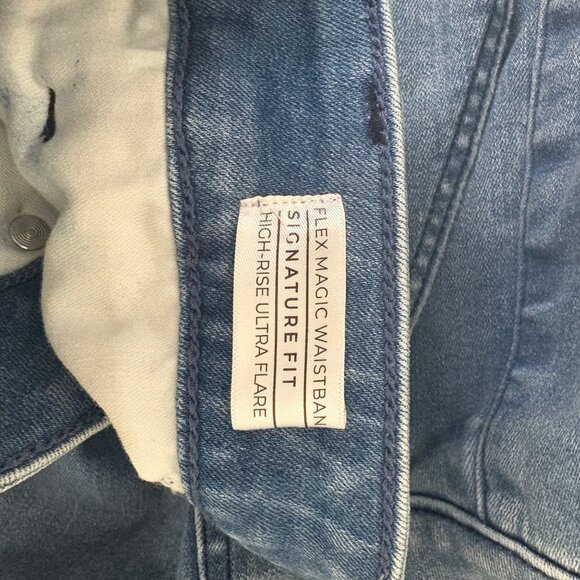 FLEX MAGIC WAISTBAN
SIGNATURE FIT
HIGH-RISE ULTRA FLARE